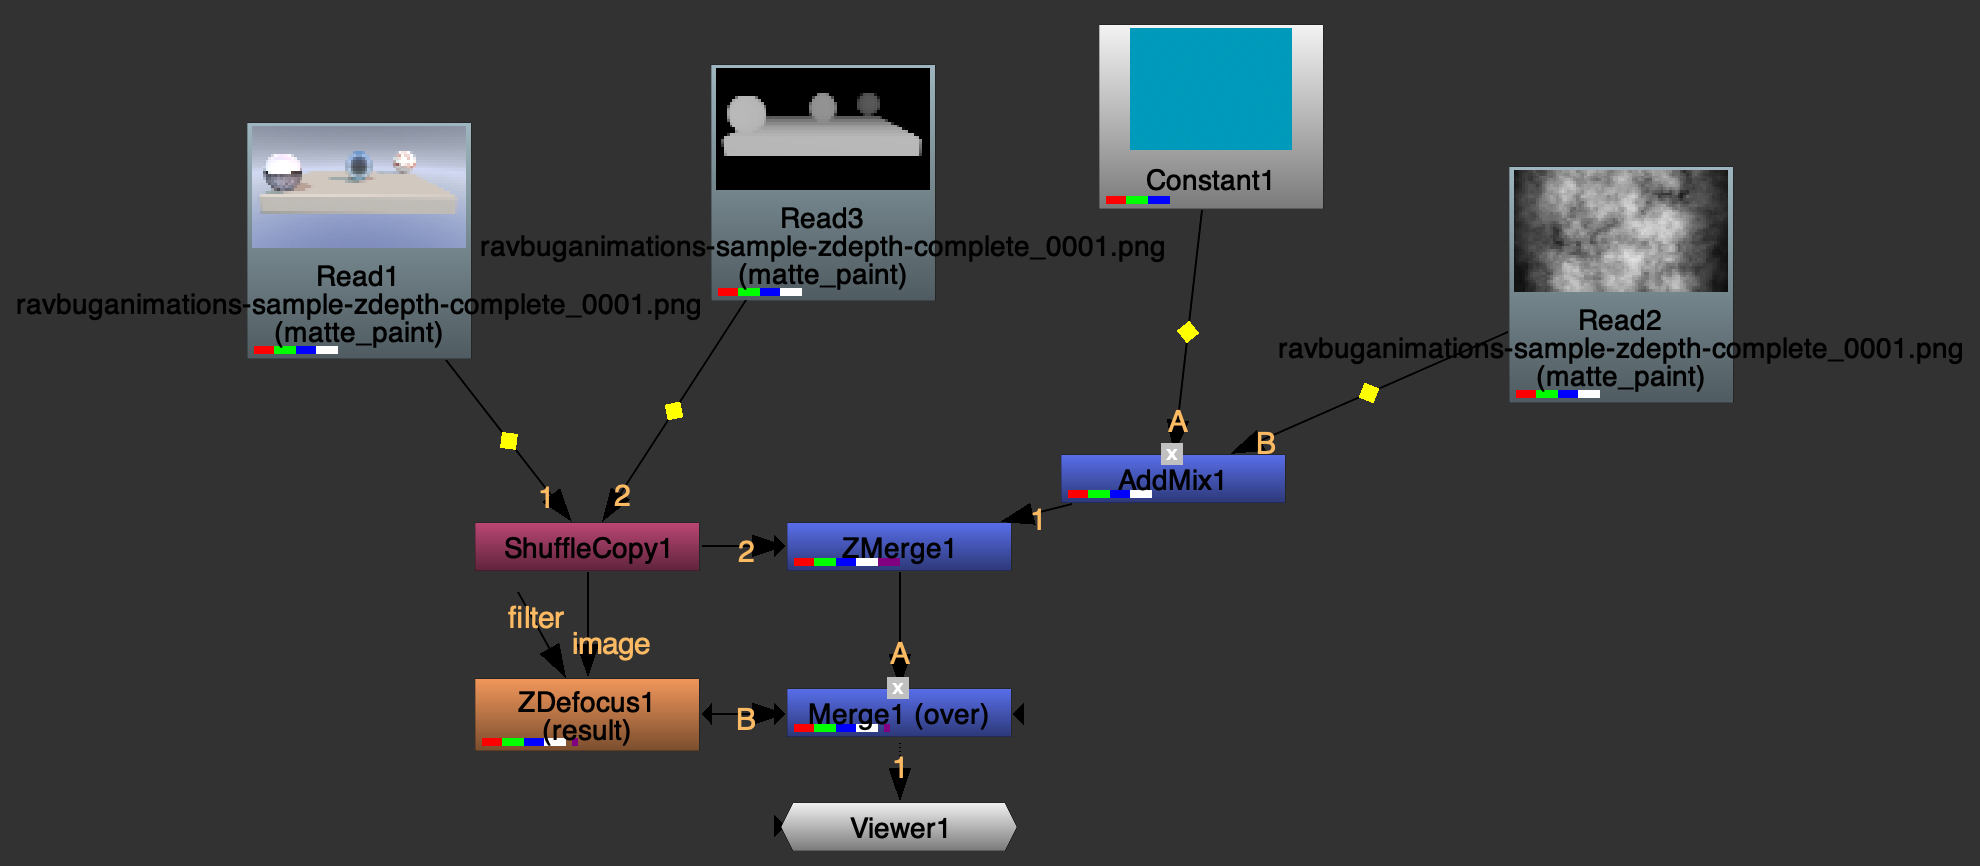 Constant1
Read3
ravbuganimations-sample-zdepth-complete_0001.png
(matte_paint)
Read1
ravbuganimations-sample-zdepth-complete_0001.png
(matte_paint)
Read2
ravbuganimations-sample-zdepth-complete_0001.png
(matte_paint)
A
B
x
AddMix1
1
2
1
ShuffleCopy1
2
ZMerge1
filter
image
A
x
ZDefocus1
(result)
B
Merge1 (over)
1
Viewer1